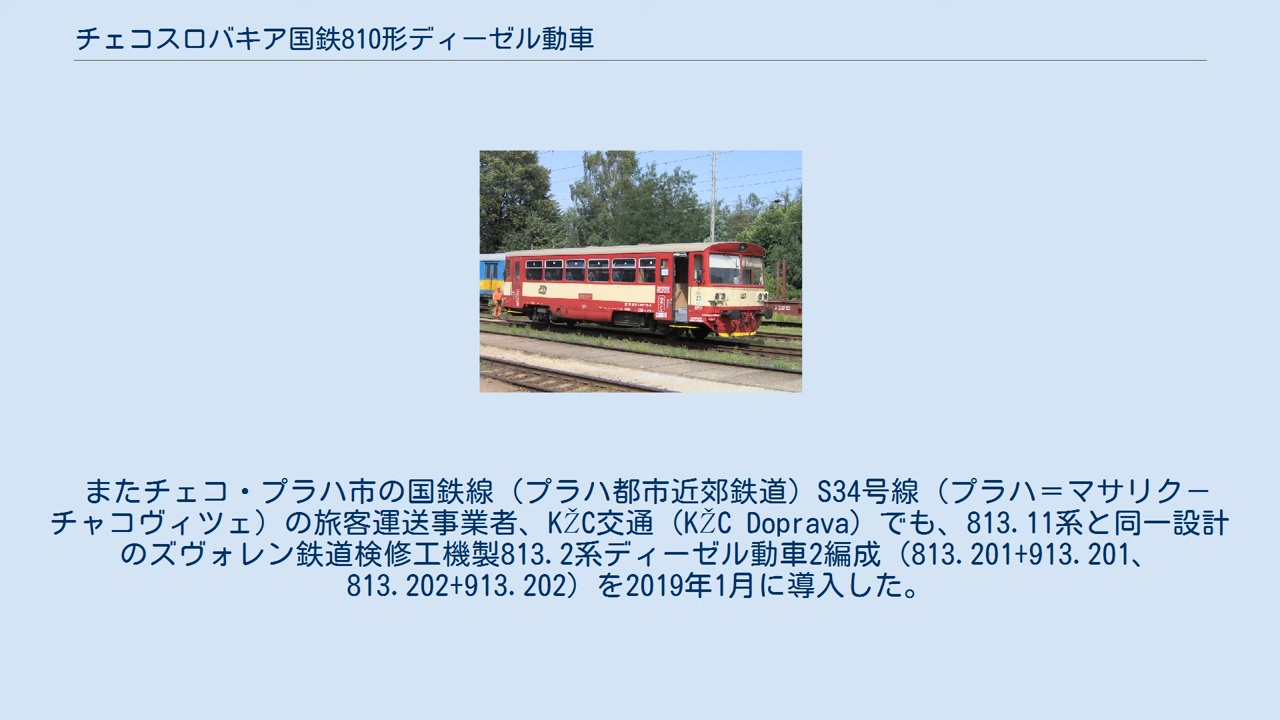 チェコスロバキア国鉄810形ディーゼル動車
またチェコ・プラハ市の国鉄線（プラハ都市近郊鉄道）S34号線（プラハ＝マサリクー
チャコヴィツェ）の旅客運送事業者、KŽC交通（KŽC Doprava）でも、813.11系と同一設計
のズヴォレン鉄道検修工機製813.2系ディーゼル動車2編成（813.201+913.201、
813.202+913.202）を2019年1月に導入した。